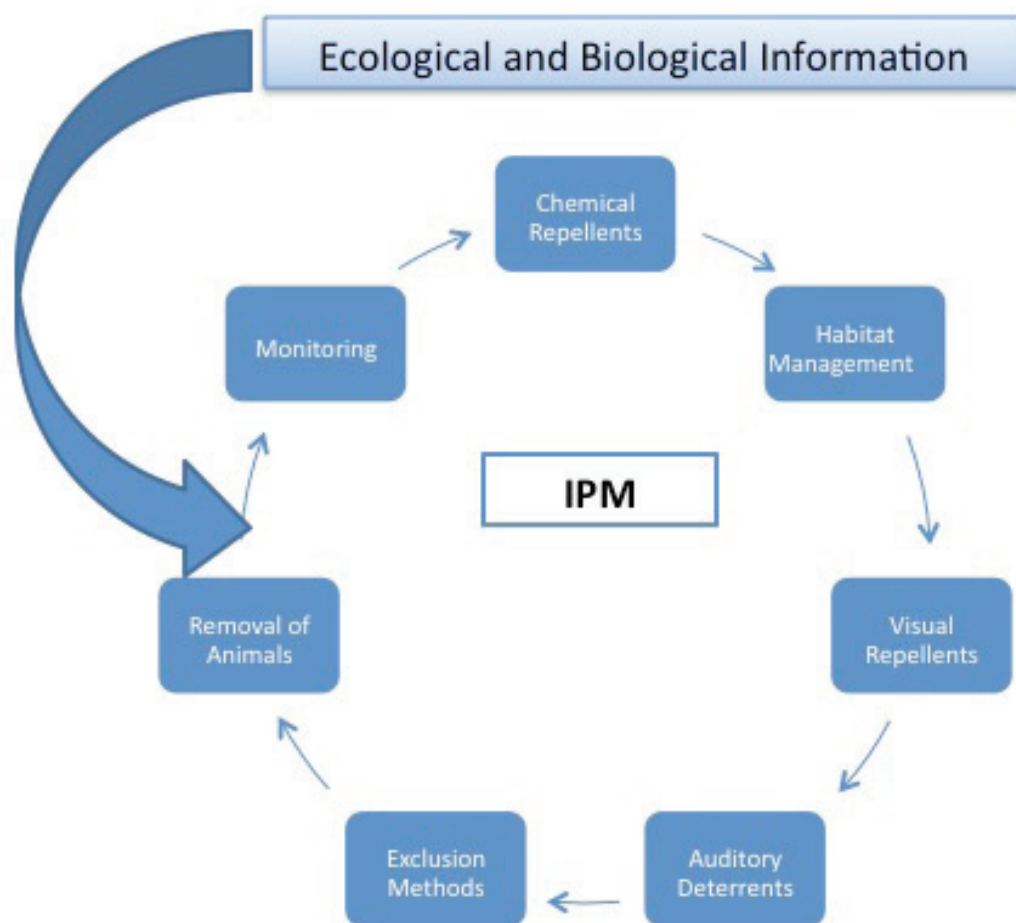 Ecological and Biological Information
Chemical
Repellents
Monitoring
Habitat
Management
IPM
Removal of
Animals
Visual
Repellents
Exclusion
Methods
Auditory
Deterrents